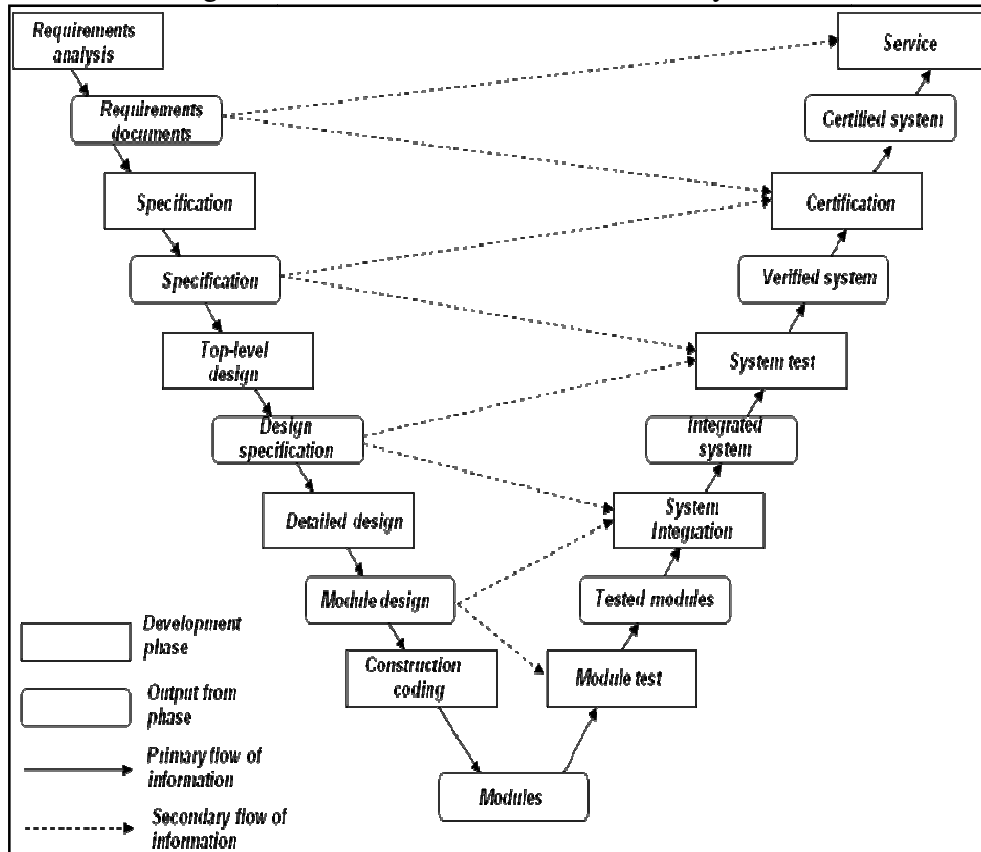 Requirements
analysis
Requirements
documents
Specification
Specification
Top-level
design
Design
specification
Detailed design
Module design
Construction
coding
Modules
Module test
Tested modules
System
Integration
Integrated
system
System test
Verified system
Certification
Certified system
Service
Development
phase
Output from
phase
Primary flow of
information
Secondary flow of
information